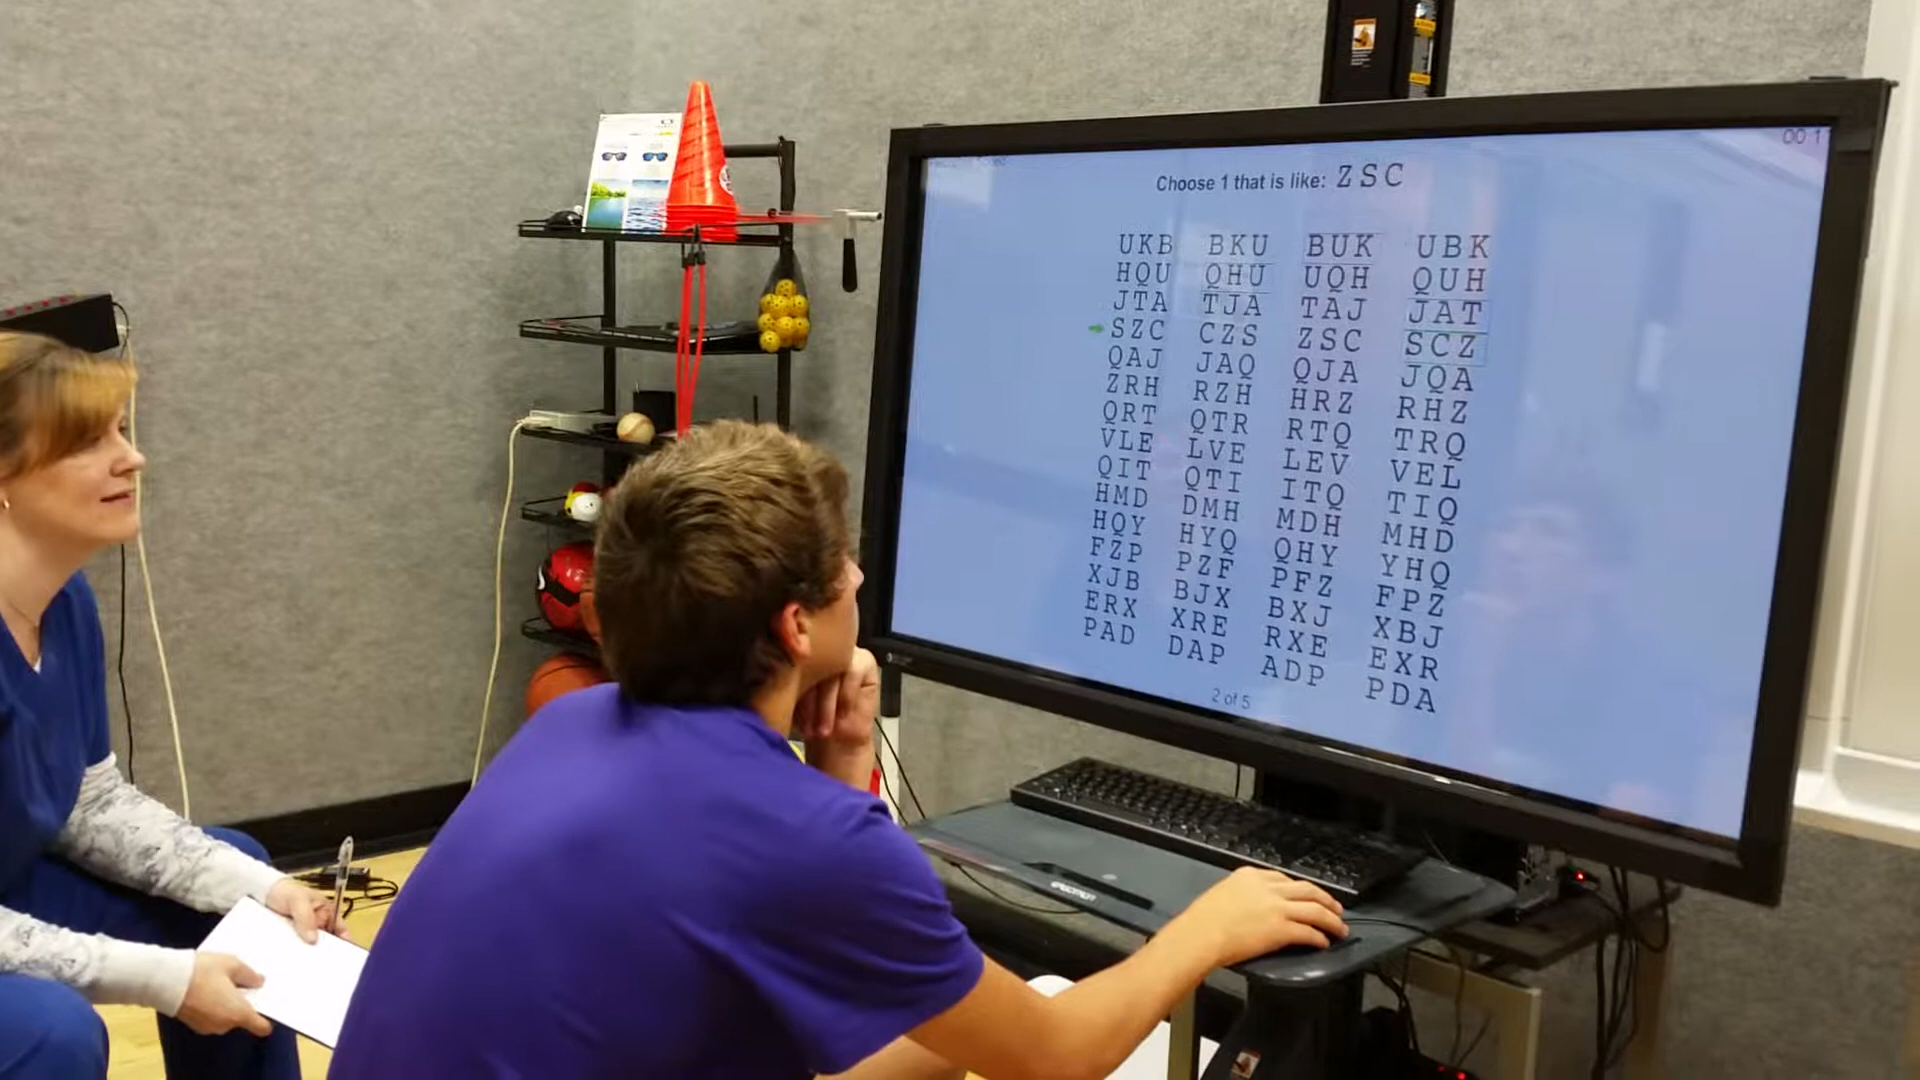 00 1
Choose 1 that is like: ZSC
UKB BKU BUK UBK
HQU QHU UQH QUH
JTA TJA TAJ JAT
SZC CZS ZSC SCZ
QAJ JAQ QJA JQA
ZRH RZH HRZ RHZ
QRT QTR RTQ TRQ
VLE LVE LEV VEL
QIT QTI ITQ TIQ
HMD DMH MDH MHD
HQY HYQ QHY YHQ
FZP PZF PFZ FPZ
XJB BJX BXJ XBJ
ERX XRE RXE EXR
PAD DAP ADP PDA
2 of 5